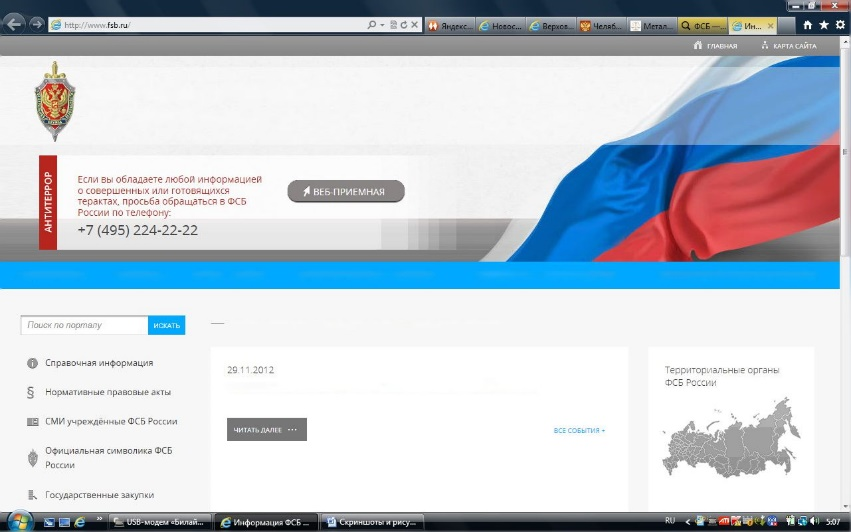 http://www.fsb.ru/
Яндекс...
Новос...
Верхов...
Челяб...
Метал...
ФСБ —...
Ин...
ГЛАВНАЯ
КАРТА САЙТА
АНТИТЕРРОР
Если вы обладаете любой информацией
о совершенных или готовящихся
терактах, просьба обращаться в ФСБ
России по телефону:
+7 (495) 224-22-22
ВЕБ-ПРИЕМНАЯ
Поиск по порталу
ИСКАТЬ
Справочная информация
Нормативные правовые акты
СМИ учреждённые ФСБ России
Официальная символика ФСБ
России
Государственные закупки
29.11.2012
ЧИТАТЬ ДАЛЕЕ
ВСЕ СОБЫТИЯ
Территориальные органы
ФСБ России
USB-модем «Билай...
Информация ФСБ ...
Скриншоты и рису...
RU
5:07